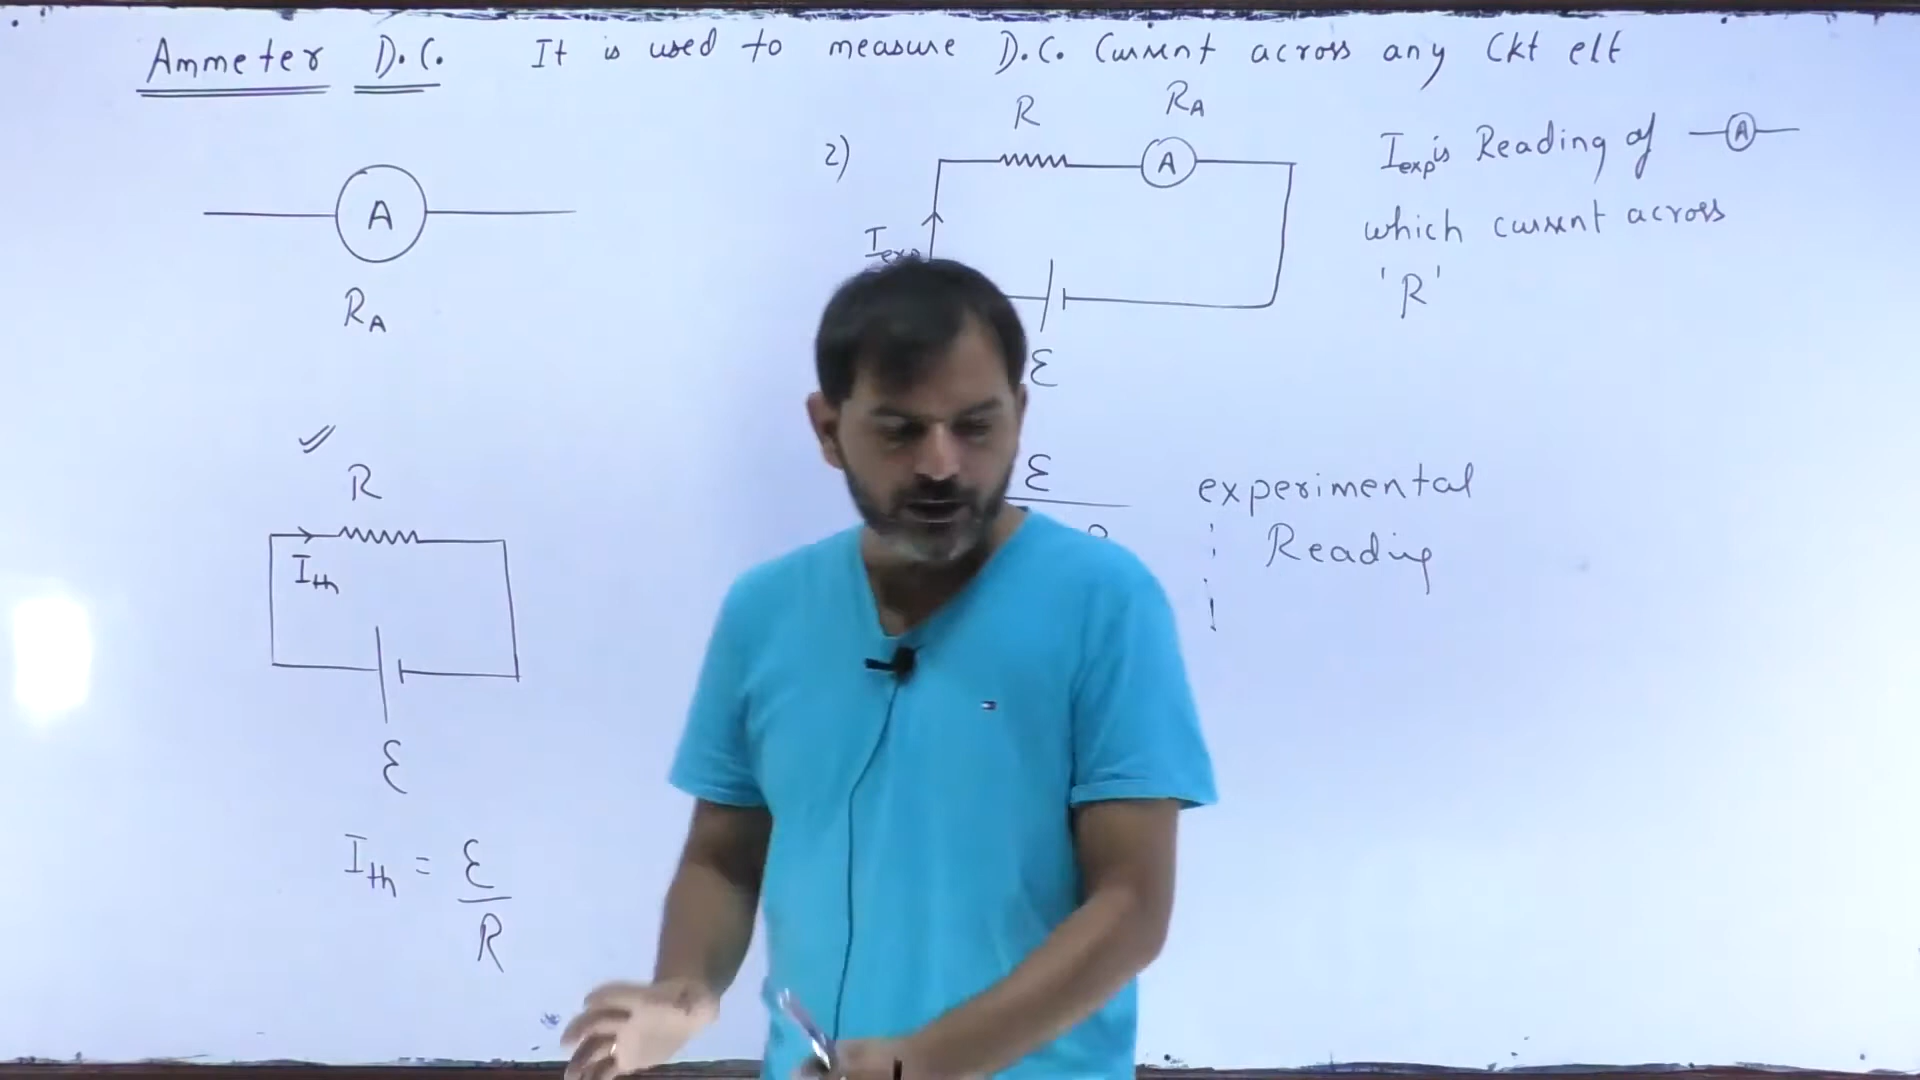 Ammeter D.C. It is used to measure D.C. Current across any Ckt elt
A
RA
2)
R
RA
A
Iexp
ε
Iexp is Reading of A
which current across
'R'
R
Ith
ε
Ith = ε
R
ε
experimental
Reading